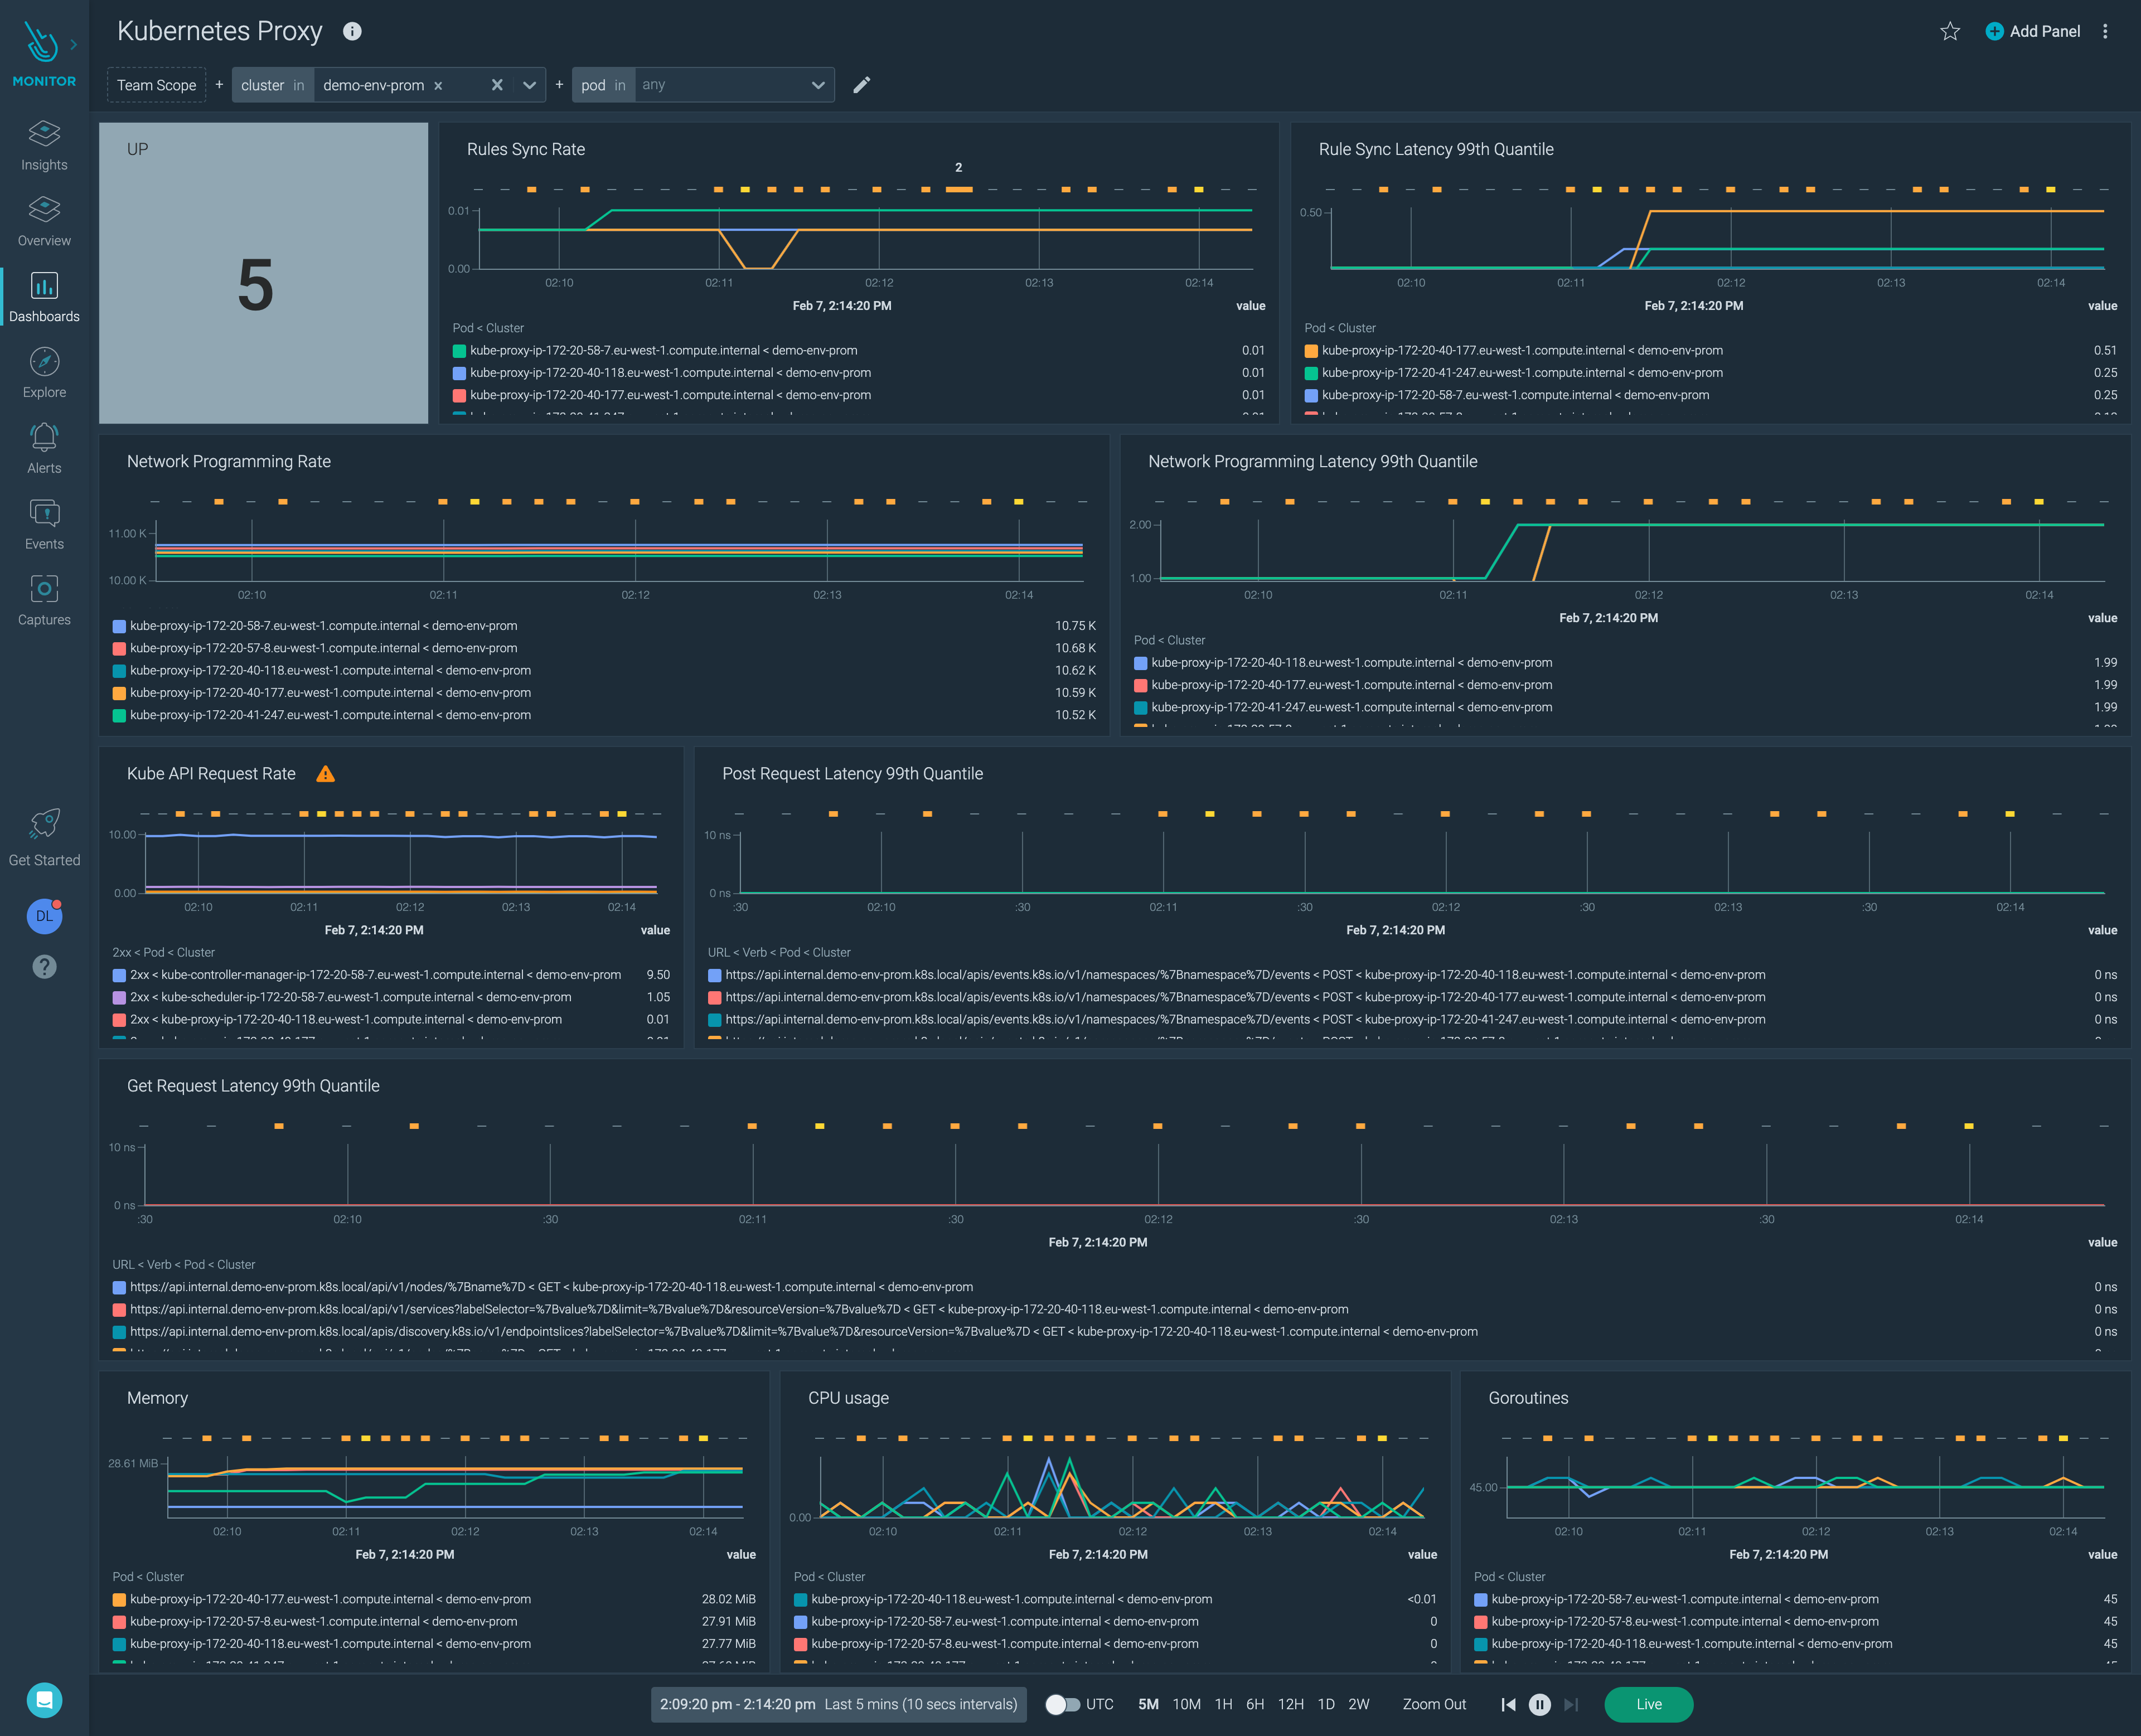 MONITOR
Insights
Overview
Dashboards
Explore
Alerts
Events
Captures
Get Started
DL
?
Kubernetes Proxy
Add Panel
Team Scope + cluster in demo-env-prom + pod in any
UP
5
Rules Sync Rate
2
0.01
0.00
02:10 02:11 02:12 02:13 02:14
Feb 7, 2:14:20 PM value
Pod < Cluster
kube-proxy-ip-172-20-58-7.eu-west-1.compute.internal < demo-env-prom 0.01
kube-proxy-ip-172-20-40-118.eu-west-1.compute.internal < demo-env-prom 0.01
kube-proxy-ip-172-20-40-177.eu-west-1.compute.internal < demo-env-prom 0.01
Rule Sync Latency 99th Quantile
0.50
02:10 02:11 02:12 02:13 02:14
Feb 7, 2:14:20 PM value
Pod < Cluster
kube-proxy-ip-172-20-40-177.eu-west-1.compute.internal < demo-env-prom 0.51
kube-proxy-ip-172-20-41-247.eu-west-1.compute.internal < demo-env-prom 0.25
kube-proxy-ip-172-20-58-7.eu-west-1.compute.internal < demo-env-prom 0.25
Network Programming Rate
11.00 K
10.00 K
02:10 02:11 02:12 02:13 02:14
kube-proxy-ip-172-20-58-7.eu-west-1.compute.internal < demo-env-prom 10.75 K
kube-proxy-ip-172-20-57-8.eu-west-1.compute.internal < demo-env-prom 10.68 K
kube-proxy-ip-172-20-40-118.eu-west-1.compute.internal < demo-env-prom 10.62 K
kube-proxy-ip-172-20-40-177.eu-west-1.compute.internal < demo-env-prom 10.59 K
kube-proxy-ip-172-20-41-247.eu-west-1.compute.internal < demo-env-prom 10.52 K
Network Programming Latency 99th Quantile
2.00
1.00
02:10 02:11 02:12 02:13 02:14
Feb 7, 2:14:20 PM value
Pod < Cluster
kube-proxy-ip-172-20-40-118.eu-west-1.compute.internal < demo-env-prom 1.99
kube-proxy-ip-172-20-40-177.eu-west-1.compute.internal < demo-env-prom 1.99
kube-proxy-ip-172-20-41-247.eu-west-1.compute.internal < demo-env-prom 1.99
Kube API Request Rate
10.00
0.00
02:10 02:11 02:12 02:13 02:14
Feb 7, 2:14:20 PM value
2xx < Pod < Cluster
2xx < kube-controller-manager-ip-172-20-58-7.eu-west-1.compute.internal < demo-env-prom 9.50
2xx < kube-scheduler-ip-172-20-58-7.eu-west-1.compute.internal < demo-env-prom 1.05
2xx < kube-proxy-ip-172-20-40-118.eu-west-1.compute.internal < demo-env-prom 0.01
Post Request Latency 99th Quantile
10 ns
0 ns
:30 02:10 :30 02:11 :30 02:12 :30 02:13 :30 02:14
Feb 7, 2:14:20 PM value
URL < Verb < Pod < Cluster
https://api.internal.demo-env-prom.k8s.local/apis/events.k8s.io/v1/namespaces/%7Bnamespace%7D/events < POST < kube-proxy-ip-172-20-40-118.eu-west-1.compute.internal < demo-env-prom 0 ns
https://api.internal.demo-env-prom.k8s.local/apis/events.k8s.io/v1/namespaces/%7Bnamespace%7D/events < POST < kube-proxy-ip-172-20-40-177.eu-west-1.compute.internal < demo-env-prom 0 ns
https://api.internal.demo-env-prom.k8s.local/apis/events.k8s.io/v1/namespaces/%7Bnamespace%7D/events < POST < kube-proxy-ip-172-20-41-247.eu-west-1.compute.internal < demo-env-prom 0 ns
Get Request Latency 99th Quantile
10 ns
0 ns
:30 02:10 :30 02:11 :30 02:12 :30 02:13 :30 02:14
Feb 7, 2:14:20 PM value
URL < Verb < Pod < Cluster
https://api.internal.demo-env-prom.k8s.local/api/v1/nodes/%7Bname%7D < GET < kube-proxy-ip-172-20-40-118.eu-west-1.compute.internal < demo-env-prom 0 ns
https://api.internal.demo-env-prom.k8s.local/api/v1/services?labelSelector=%7Bvalue%7D&limit=%7Bvalue%7D&resourceVersion=%7Bvalue%7D < GET < kube-proxy-ip-172-20-40-118.eu-west-1.compute.internal < demo-env-prom 0 ns
https://api.internal.demo-env-prom.k8s.local/apis/discovery.k8s.io/v1/endpointslices?labelSelector=%7Bvalue%7D&limit=%7Bvalue%7D&resourceVersion=%7Bvalue%7D < GET < kube-proxy-ip-172-20-40-118.eu-west-1.compute.internal < demo-env-prom 0 ns
Memory
28.61 MiB
02:10 02:11 02:12 02:13 02:14
Feb 7, 2:14:20 PM value
Pod < Cluster
kube-proxy-ip-172-20-40-177.eu-west-1.compute.internal < demo-env-prom 28.02 MiB
kube-proxy-ip-172-20-57-8.eu-west-1.compute.internal < demo-env-prom 27.91 MiB
kube-proxy-ip-172-20-40-118.eu-west-1.compute.internal < demo-env-prom 27.77 MiB
CPU usage
0.00
02:10 02:11 02:12 02:13 02:14
Feb 7, 2:14:20 PM value
Pod < Cluster
kube-proxy-ip-172-20-40-118.eu-west-1.compute.internal < demo-env-prom <0.01
kube-proxy-ip-172-20-58-7.eu-west-1.compute.internal < demo-env-prom 0
kube-proxy-ip-172-20-57-8.eu-west-1.compute.internal < demo-env-prom 0
Goroutines
45.00
02:10 02:11 02:12 02:13 02:14
Feb 7, 2:14:20 PM value
Pod < Cluster
kube-proxy-ip-172-20-58-7.eu-west-1.compute.internal < demo-env-prom 45
kube-proxy-ip-172-20-57-8.eu-west-1.compute.internal < demo-env-prom 45
kube-proxy-ip-172-20-40-118.eu-west-1.compute.internal < demo-env-prom 45
2:09:20 pm - 2:14:20 pm Last 5 mins (10 secs intervals) UTC 5M 10M 1H 6H 12H 1D 2W Zoom Out Live